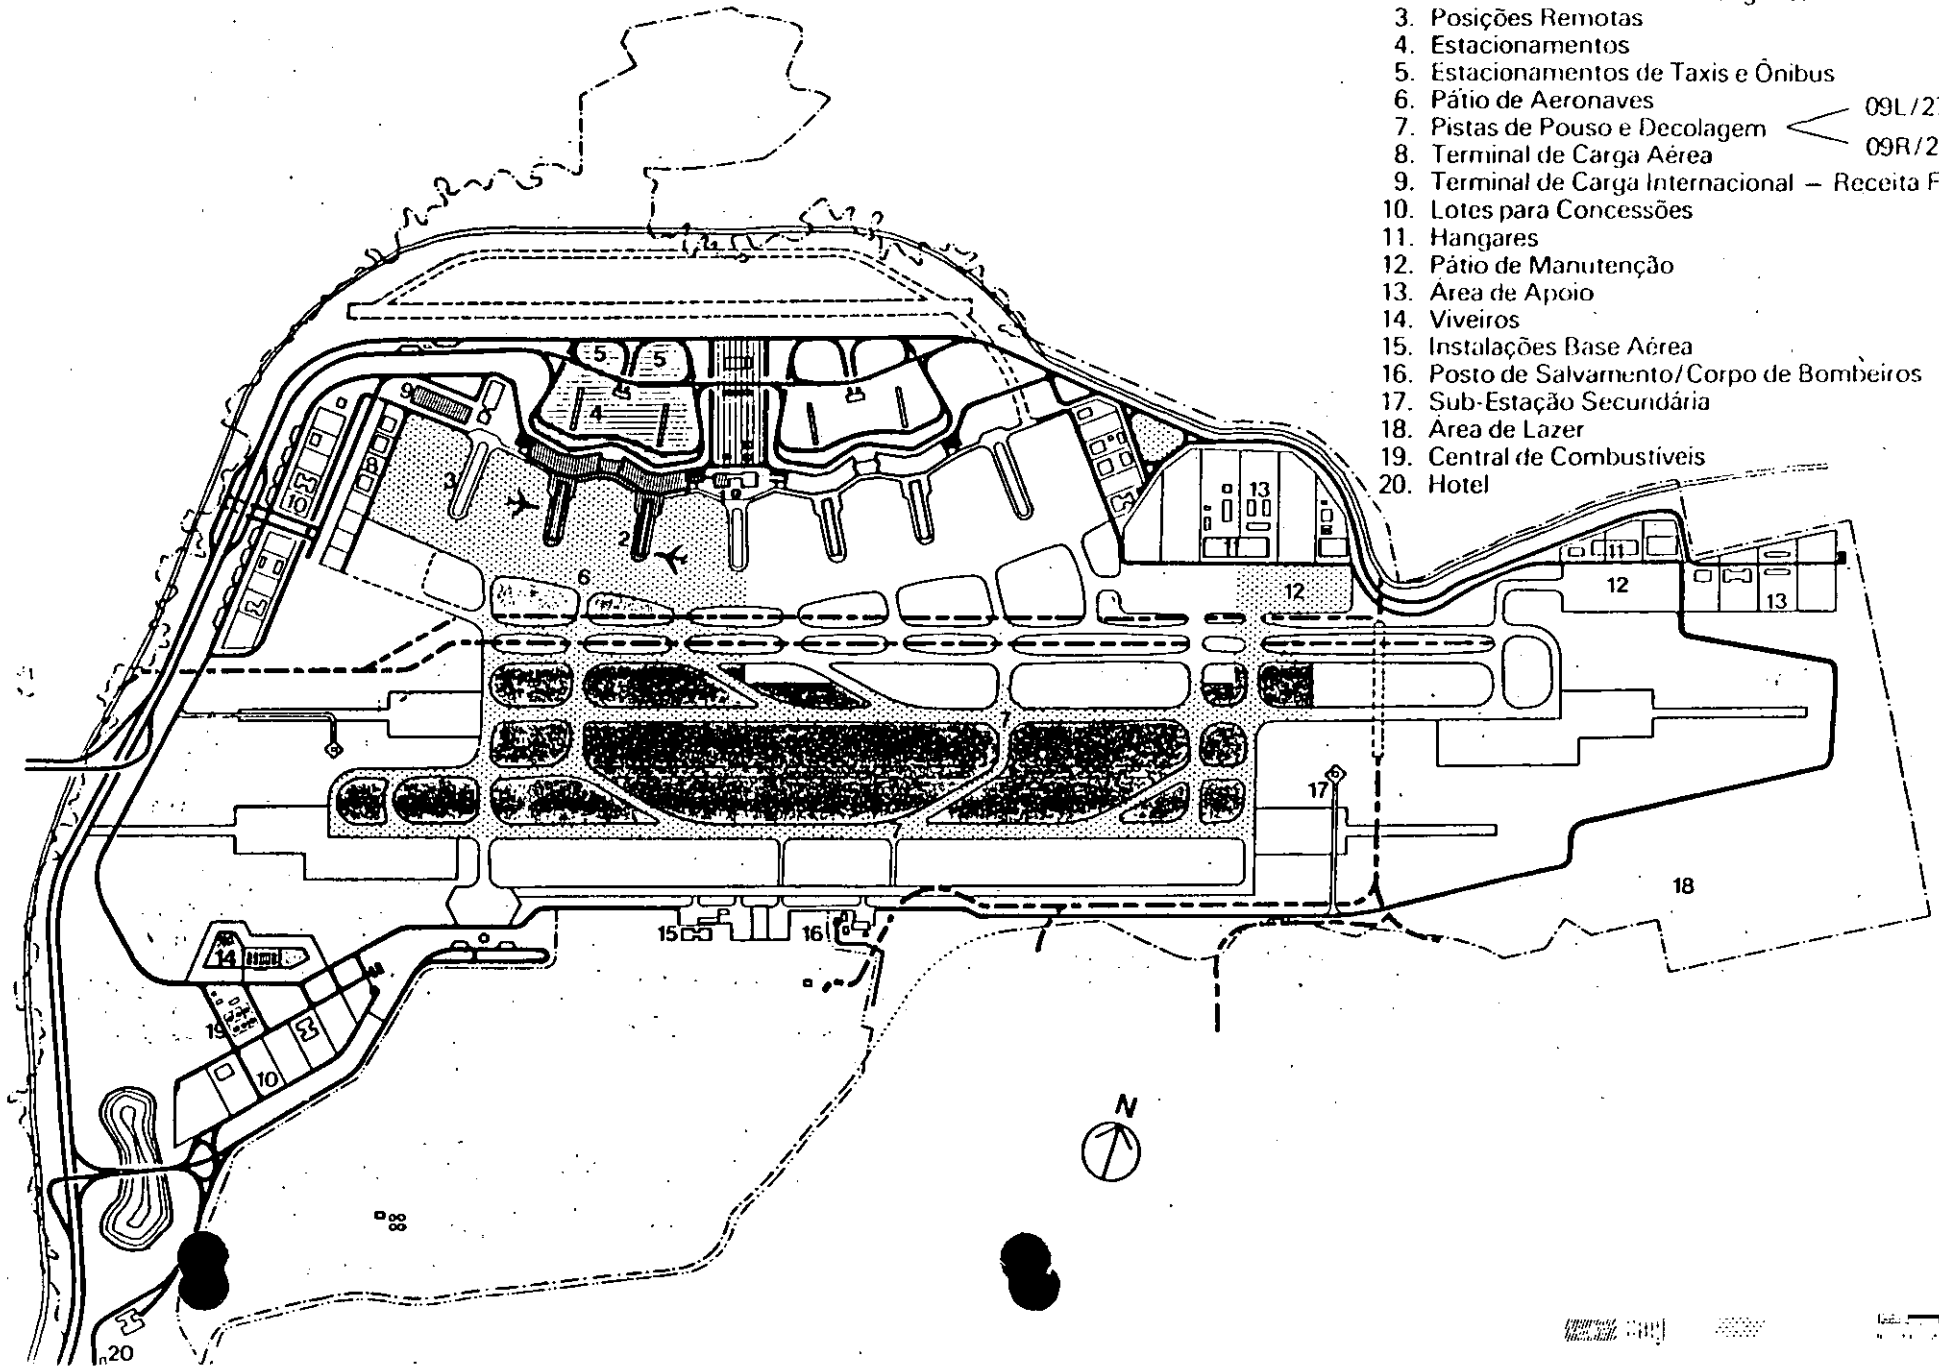 3. Posições Remotas
4. Estacionamentos
5. Estacionamentos de Taxis e Ônibus
6. Pátio de Aeronaves
7. Pistas de Pouso e Decolagem
09L/2
09R/2
8. Terminal de Carga Aérea
9. Terminal de Carga Internacional – Receita F
10. Lotes para Concessões
11. Hangares
12. Pátio de Manutenção
13. Área de Apoio
14. Viveiros
15. Instalações Base Aérea
16. Posto de Salvamento/Corpo de Bombeiros
17. Sub-Estação Secundária
18. Área de Lazer
19. Central de Combustíveis
20. Hotel
5
5
9
4
8
3
10
13
11
2
11
12
6
12
13
7
17
7
18
15
16
14
19
10
N
20